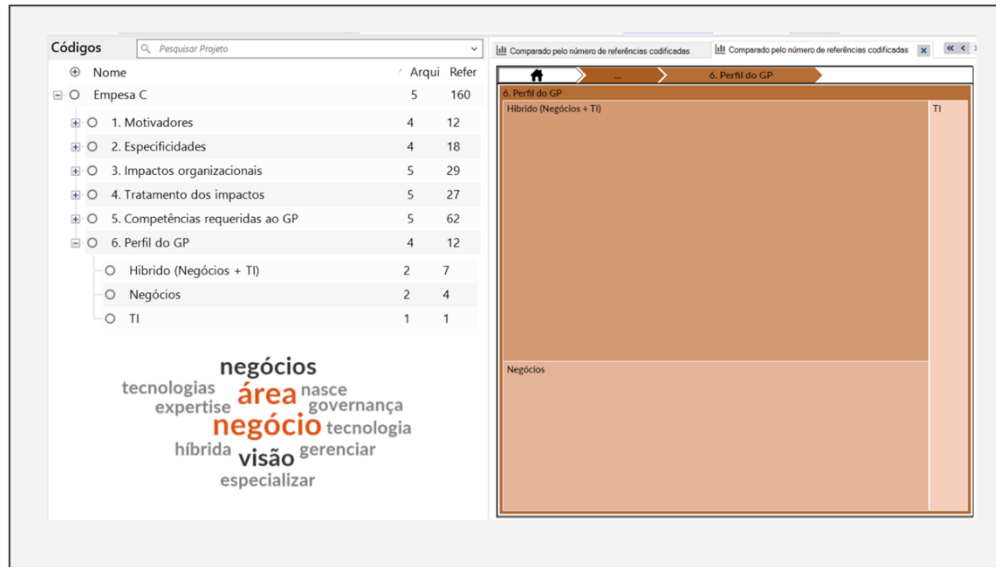 Códigos
Pesquisar Projeto
Nome Arqui Refer
Empesa C 5 160
1. Motivadores 4 12
2. Especificidades 4 18
3. Impactos organizacionais 5 29
4. Tratamento dos impactos 5 27
5. Competências requeridas ao GP 5 62
6. Perfil do GP 4 12
Hibrido (Negócios + TI) 2 7
Negócios 2 4
TI 1 1
negócios
tecnologias área nasce
expertise governança
negócio tecnologia
híbrida visão gerenciar
especializar
Comparado pelo número de referências codificadas Comparado pelo número de referências codificadas
... 6. Perfil do GP
6. Perfil do GP
Hibrido (Negócios + TI) TI
Negócios